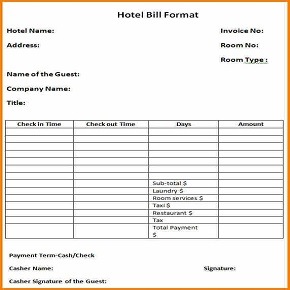 Hotel Bill Format
Hotel Name: Invoice No:
Address: Room No:
Room Type :
Name of the Guest:
Company Name:
Title:
Check in Time Check out Time Days Amount
Sub-total $
Laundry $
Room services $
Taxi $
Restaurant $
Tax
Total Payment
$
Payment Term-Cash/Check
Casher Name: Signature:
Casher Signature of the Guest: